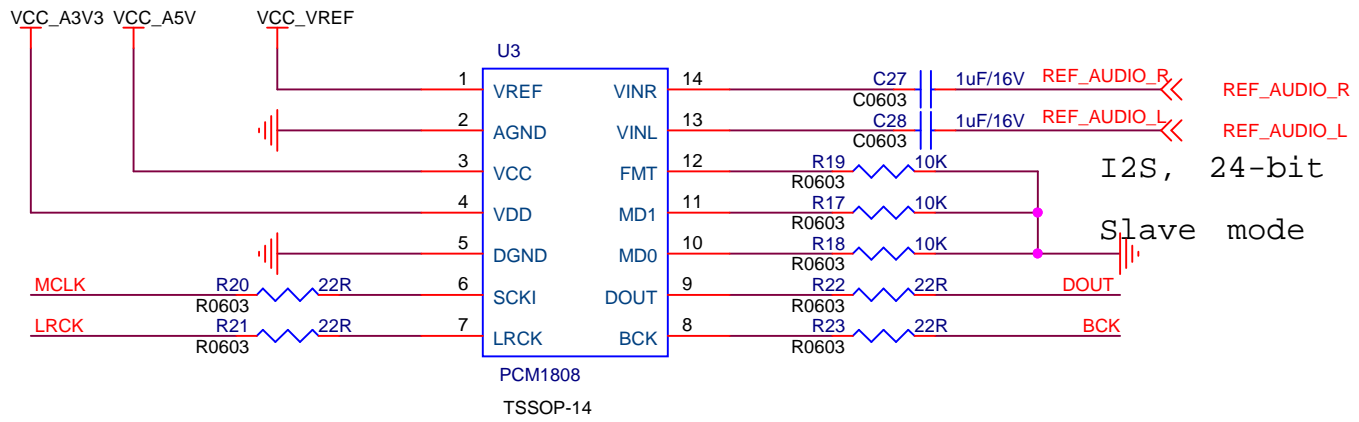 VCC_A3V3 VCC_A5V VCC_VREF
U3
1 VREF VINR 14 C27 1uF/16V REF_AUDIO_R REF_AUDIO_R
C0603
2 AGND VINL 13 C28 1uF/16V REF_AUDIO_L REF_AUDIO_L
C0603
3 VCC FMT 12 R19 10K I2S, 24-bit
R0603
4 VDD MD1 11 R17 10K
R0603 Slave mode
5 DGND MD0 10 R18 10K
R0603
MCLK R20 22R 6 SCKI DOUT 9 R22 22R DOUT
R0603 R0603
LRCK R21 22R 7 LRCK BCK 8 R23 22R BCK
R0603 R0603
PCM1808
TSSOP-14